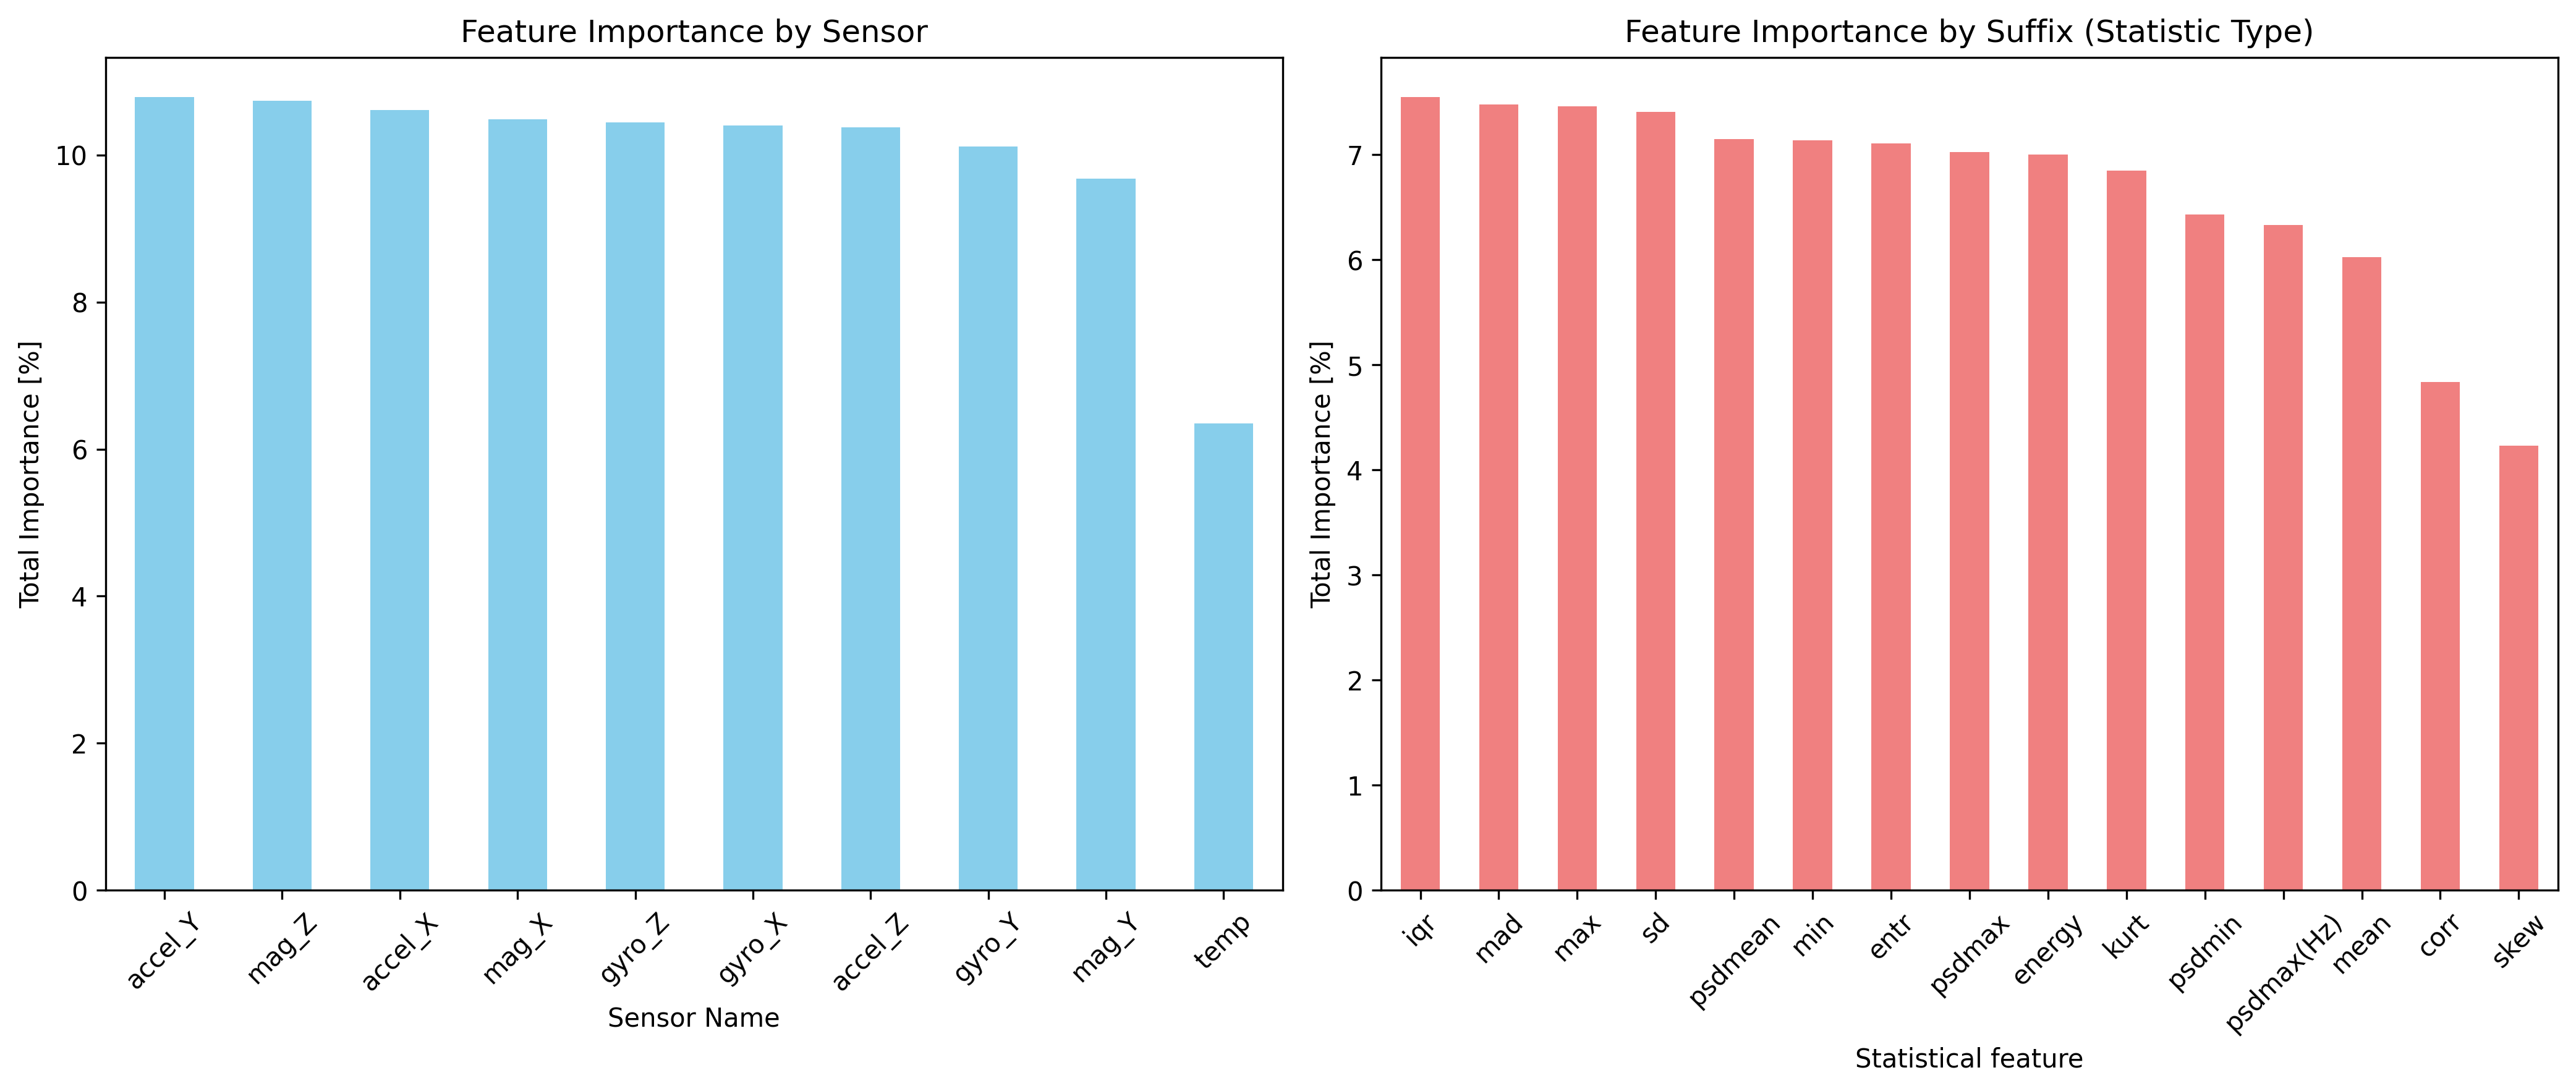 Feature Importance by Sensor
Total Importance [%]
10
8
6
4
2
0
accel_Y
mag_Z
accel_X
mag_X
gyro_Z
gyro_X
accel_Z
gyro_Y
mag_Y
temp
Sensor Name
Feature Importance by Suffix (Statistic Type)
Total Importance [%]
7
6
5
4
3
2
1
0
iqr
mad
max
sd
psdmean
min
entr
psdmax
energy
kurt
psdmin
psdmax(Hz)
mean
corr
skew
Statistical feature